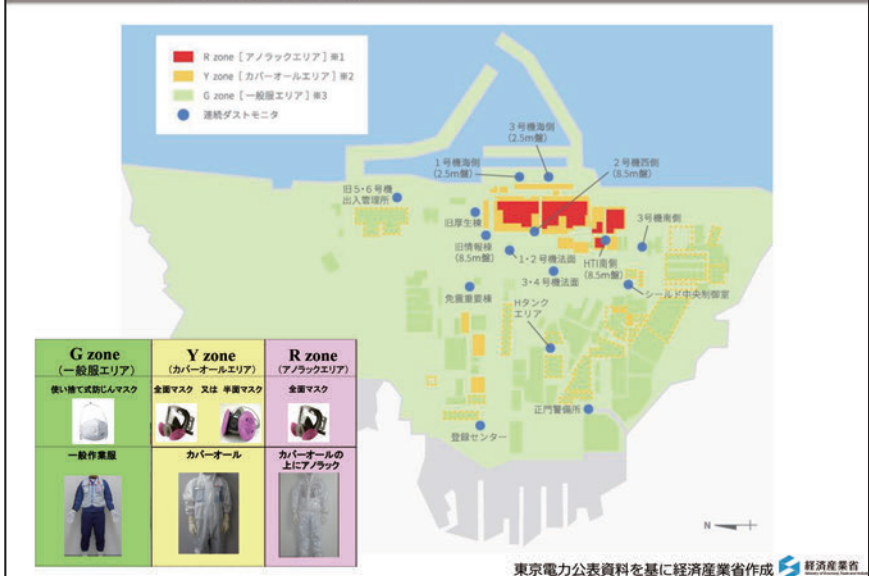 R zone [ アノラックエリア ] ※1
Y zone [ カバーオールエリア ] ※2
G zone [ 一般服エリア ] ※3
連続ダストモニタ
3号機海側
(2.5m盤)
1号機海側
(2.5m盤)
2号機西側
(8.5m盤)
旧5・6号機
出入管理所
旧厚生棟
3号機南側
旧情報棟
(8.5m盤)
1・2号機法面
HTI南側
(8.5m盤)
3・4号機法面
シールド中央制御室
免震重要棟
Hタンク
エリア
正門警備所
登録センター
N
G zone
(一般服エリア)
Y zone
(カバーオールエリア)
R zone
(アノラックエリア)
使い捨て式防じんマスク
全面マスク 又は 半面マスク
全面マスク
一般作業服
カバーオール
カバーオールの
上にアノラック
東京電力公表資料を基に経済産業省作成
経済産業省